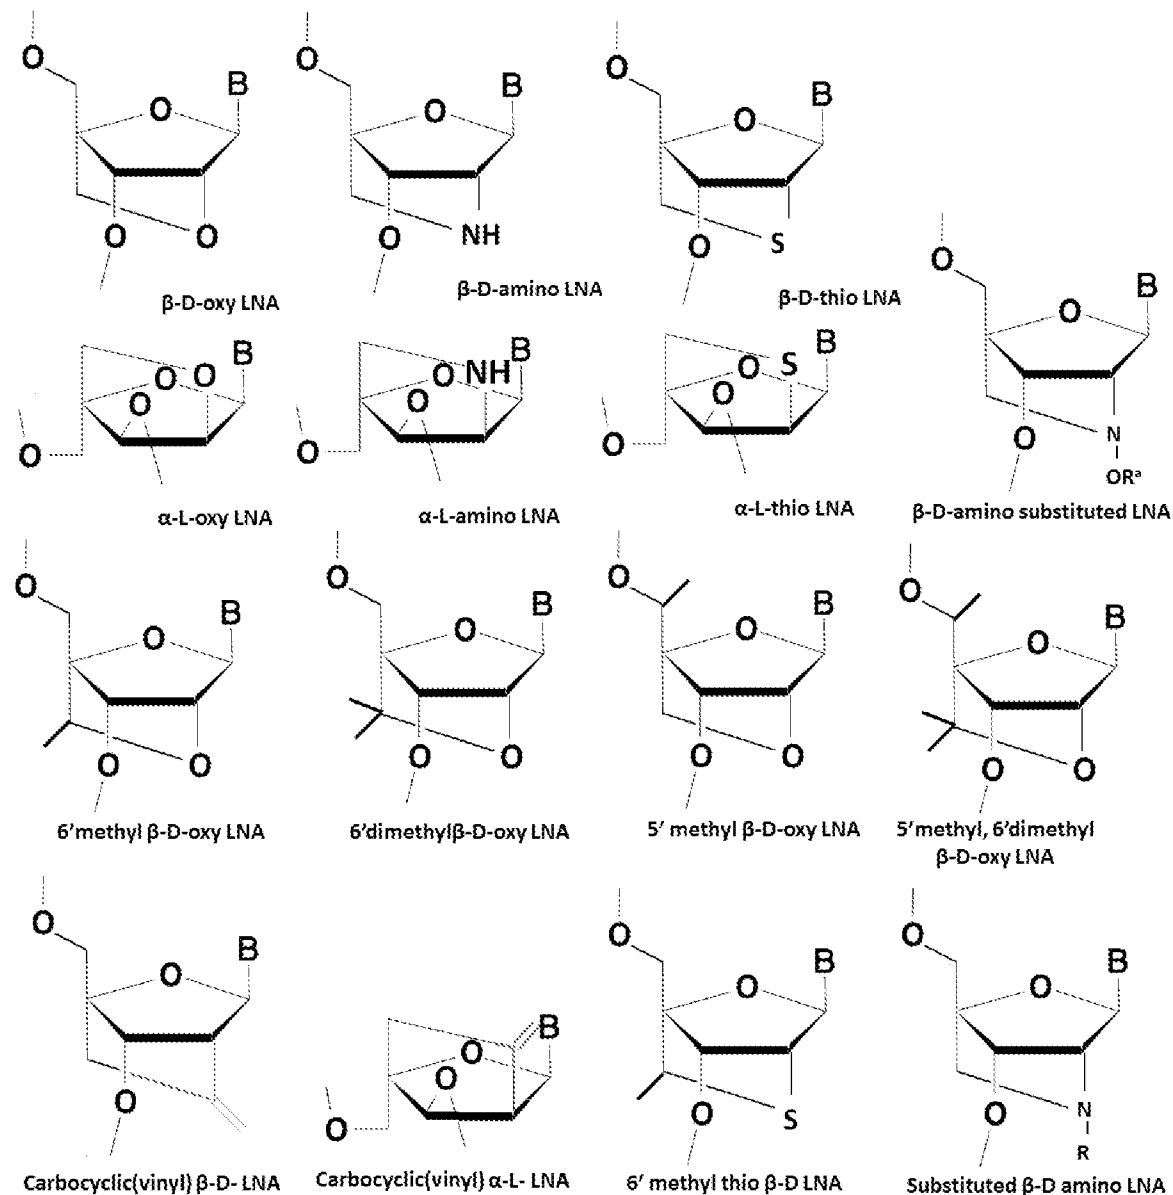 O B O O O
β-D-oxy LNA
O B O O NH
β-D-amino LNA
O B O O S
β-D-thio LNA
O B O O N
ORᵃ
β-D-amino substituted LNA
B O O O O
α-L-oxy LNA
B O NH O O
α-L-amino LNA
B O S O O
α-L-thio LNA
O B O O O
6'methyl β-D-oxy LNA
O B O O O
6'dimethylβ-D-oxy LNA
O B O O O
5' methyl β-D-oxy LNA
O B O O O
5'methyl, 6'dimethyl
β-D-oxy LNA
O B O O
Carbocyclic(vinyl) β-D- LNA
B O O O
Carbocyclic(vinyl) α-L- LNA
O B O O S
6' methyl thio β-D LNA
O B O O N
R
Substituted β-D amino LNA